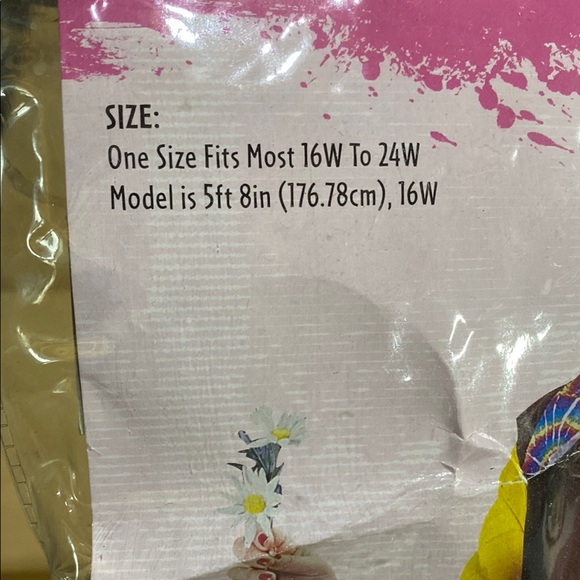 SIZE:
One Size Fits Most 16W To 24W
Model is 5ft 8in (176.78cm), 16W